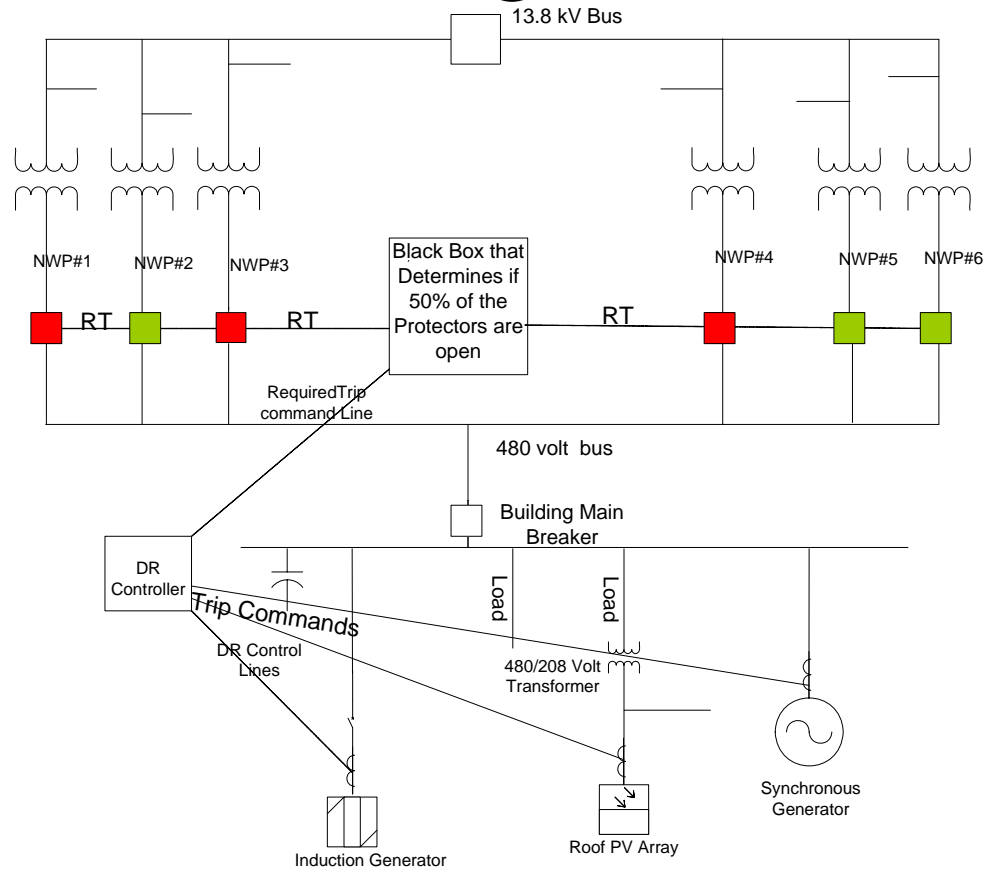 13.8 kV Bus
NWP#1
NWP#2
NWP#3
NWP#4
NWP#5
NWP#6
Black Box that
Determines if
50% of the
Protectors are
open
RT
RT
RT
RequiredTrip
command Line
480 volt bus
Building Main
Breaker
DR
Controller
Trip Commands
DR Control
Lines
Load
Load
480/208 Volt
Transformer
Synchronous
Generator
Roof PV Array
Induction Generator